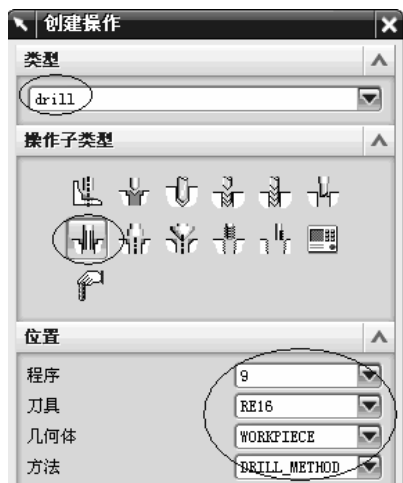 创建操作
类型
drill
操作子类型
位置
程序 9
刀具 RE16
几何体 WORKPIECE
方法 DRILL_METHOD